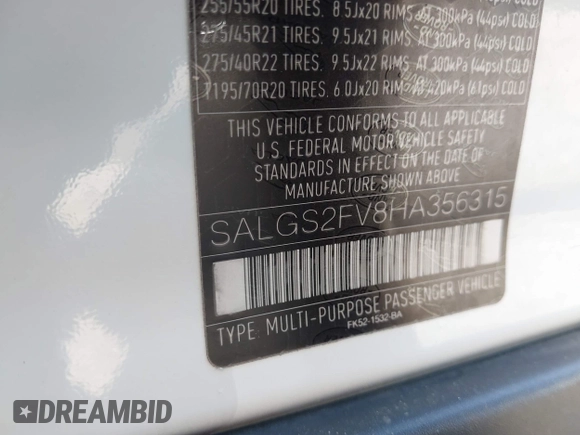 255/55R20 TIRES. 8.5Jx20 RIMS AT 300kPa (44psi) COLD
275/45R21 TIRES. 9.5Jx21 RIMS AT 300kPa (44psi) COLD
275/40R22 TIRES. 9.5Jx22 RIMS AT 300kPa (44psi) COLD
T195/70R20 TIRES. 6.0Jx20 RIMS AT 420kPa (61psi) COLD
THIS VEHICLE CONFORMS TO ALL APPLICABLE
U.S. FEDERAL MOTOR VEHICLE SAFETY
STANDARDS IN EFFECT ON THE DATE OF
MANUFACTURE SHOWN ABOVE
SALGS2FV8HA356315
TYPE: MULTI-PURPOSE PASSENGER VEHICLE
FK52-1532-BA
DREAMBID